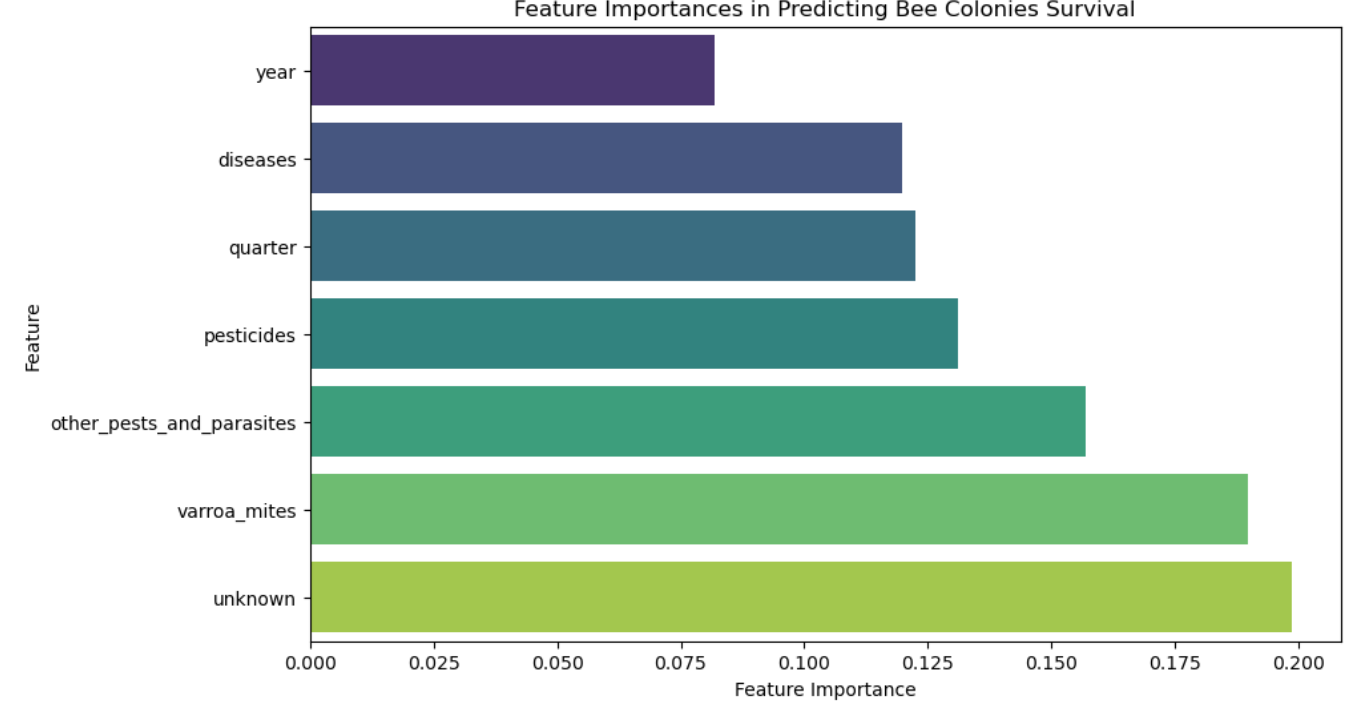 Feature Importances in Predicting Bee Colonies Survival
year
diseases
quarter
pesticides
other_pests_and_parasites
varroa_mites
unknown
Feature
0.000 0.025 0.050 0.075 0.100 0.125 0.150 0.175 0.200
Feature Importance